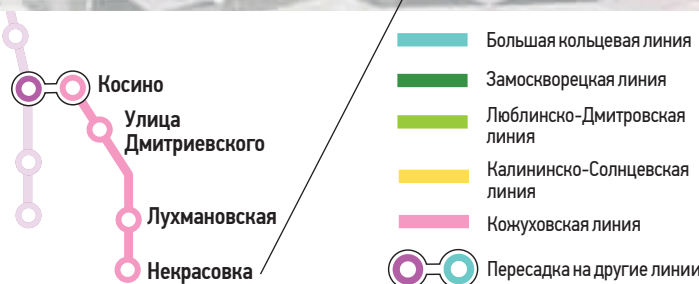 Косино
Улица
Дмитриевского
Лухмановская
Некрасовка
Большая кольцевая линия
Замоскворецкая линия
Люблинско-Дмитровская
линия
Калининско-Солнцевская
линия
Кожуховская линия
Пересадка на другие линии